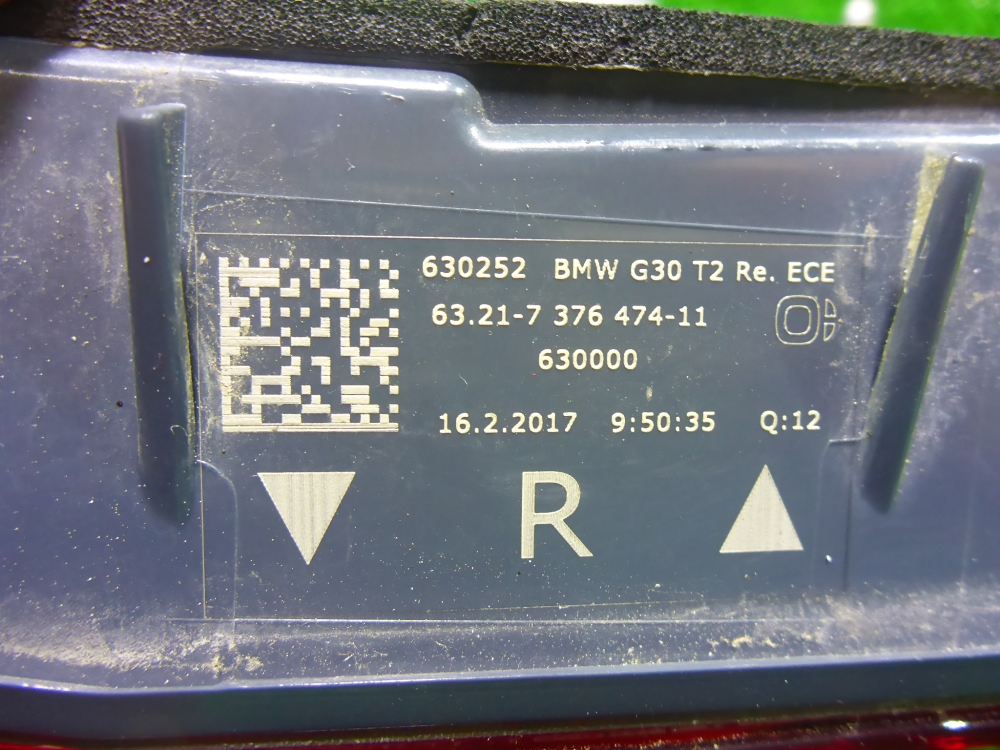 630252 BMW G30 T2 Re. ECE
63.21-7 376 474-11
630000
16.2.2017 9:50:35 Q:12
R